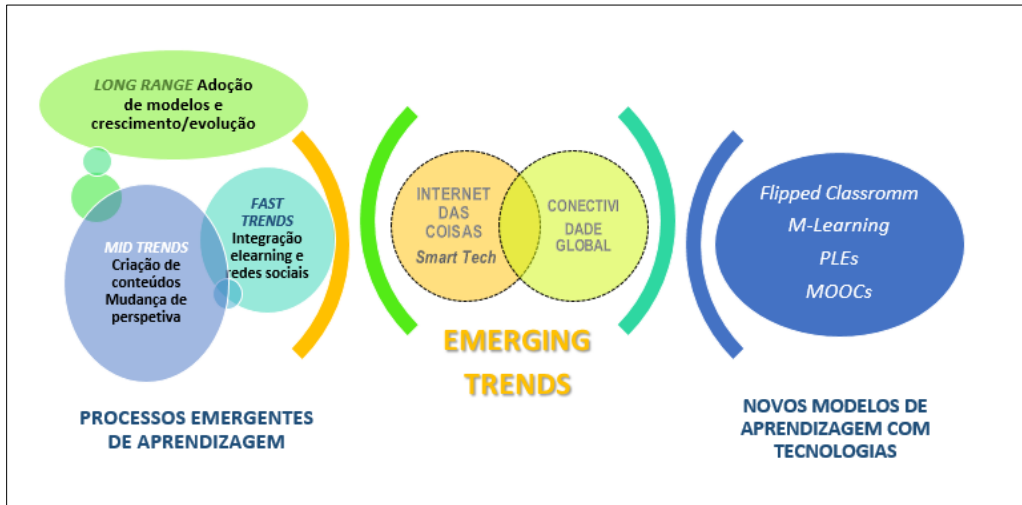 LONG RANGE Adoção
de modelos e
crescimento/evolução
FAST
TRENDS
Integração
elearning e
redes sociais
MID TRENDS
Criação de
conteúdos
Mudança de
perspetiva
PROCESSOS EMERGENTES
DE APRENDIZAGEM
INTERNET
DAS
COISAS
Smart Tech
CONECTIVI
DADE
GLOBAL
EMERGING
TRENDS
Flipped Classromm
M-Learning
PLEs
MOOCs
NOVOS MODELOS DE
APRENDIZAGEM COM
TECNOLOGIAS